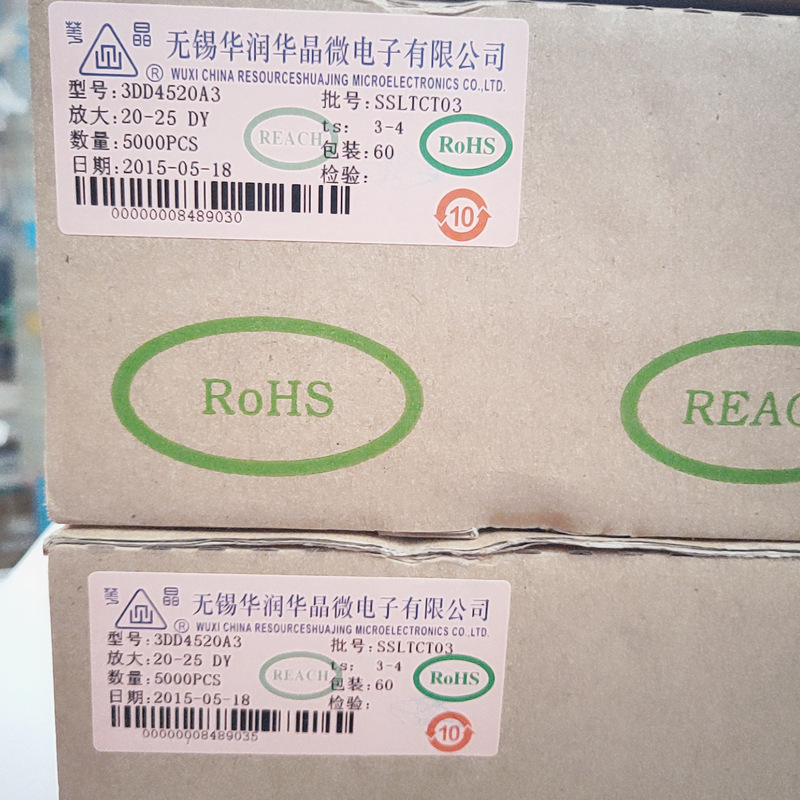 華
晶
无锡华润华晶微电子有限公司
® WUXI CHINA RESOURCESHUAJING MICROELECTRONICS CO.,LTD.
型号:3DD4520A3
批号:SSLTCT03
放大:20-25 DY
ts: 3-4
数量:5000PCS
包装:60
日期:2015-05-18
检验:
REACH
RoHS
00000008489030
10
RoHS
REAC
華
晶
无锡华润华晶微电子有限公司
® WUXI CHINA RESOURCESHUAJING MICROELECTRONICS CO.,LTD.
型号:3DD4520A3
批号:SSLTCT03
放大:20-25 DY
ts: 3-4
数量:5000PCS
包装:60
日期:2015-05-18
检验:
REACH
RoHS
00000008489035
10